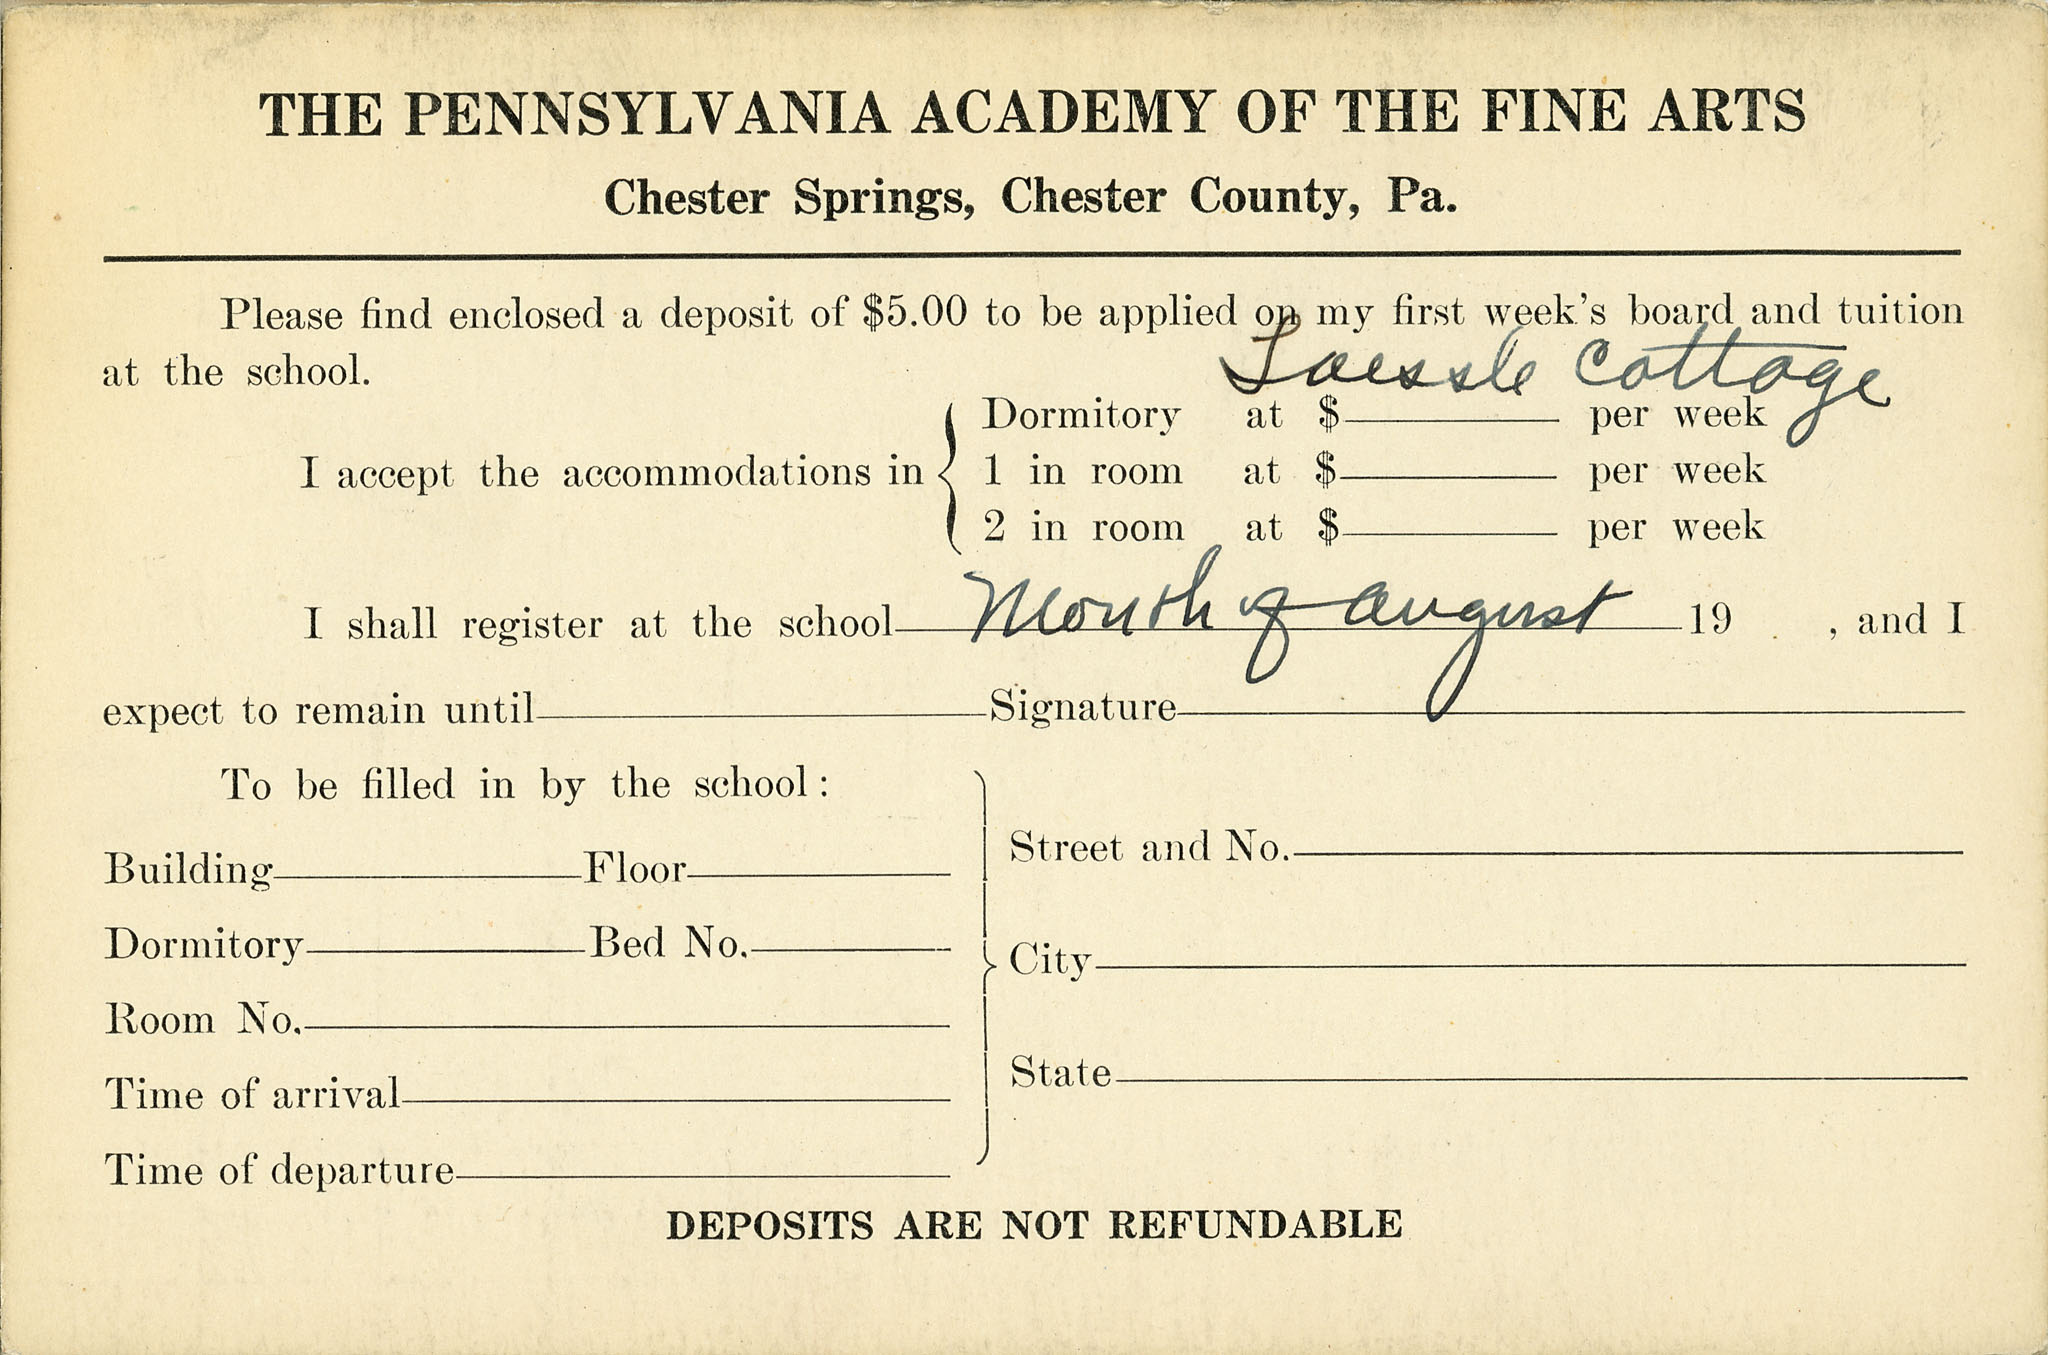 THE PENNSYLVANIA ACADEMY OF THE FINE ARTS
Chester Springs, Chester County, Pa.
Please find enclosed a deposit of $5.00 to be applied on my first week's board and tuition
at the school.
Cottage
Dormitory at $ per week
I accept the accommodations in 1 in room at $ per week
2 in room at $ per week
I shall register at the school Month of August 19 , and I
expect to remain until Signature
To be filled in by the school:
Street and No.
Building Floor
Dormitory Bed No.
City
Room No.
State
Time of arrival
Time of departure
DEPOSITS ARE NOT REFUNDABLE